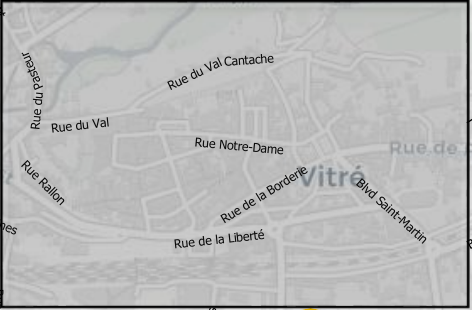 Rue du Pasteur
Rue du Val Cantache
Rue du Val
Rue Notre-Dame
Rue de
Vitré
Rue Rallon
Rue de la Borderie
Blvd Saint-Martin
Rue de la Liberté